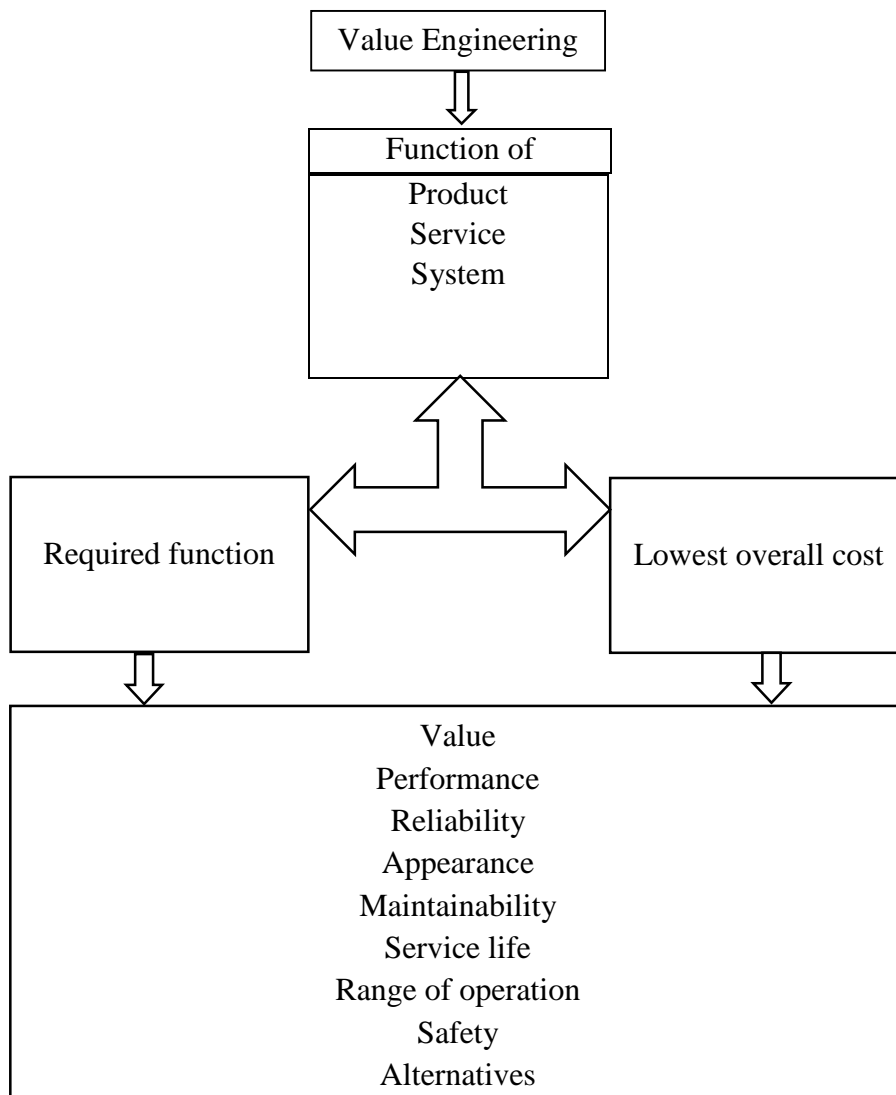 Value Engineering
Function of
Product
Service
System
Required function
Lowest overall cost
Value
Performance
Reliability
Appearance
Maintainability
Service life
Range of operation
Safety
Alternatives